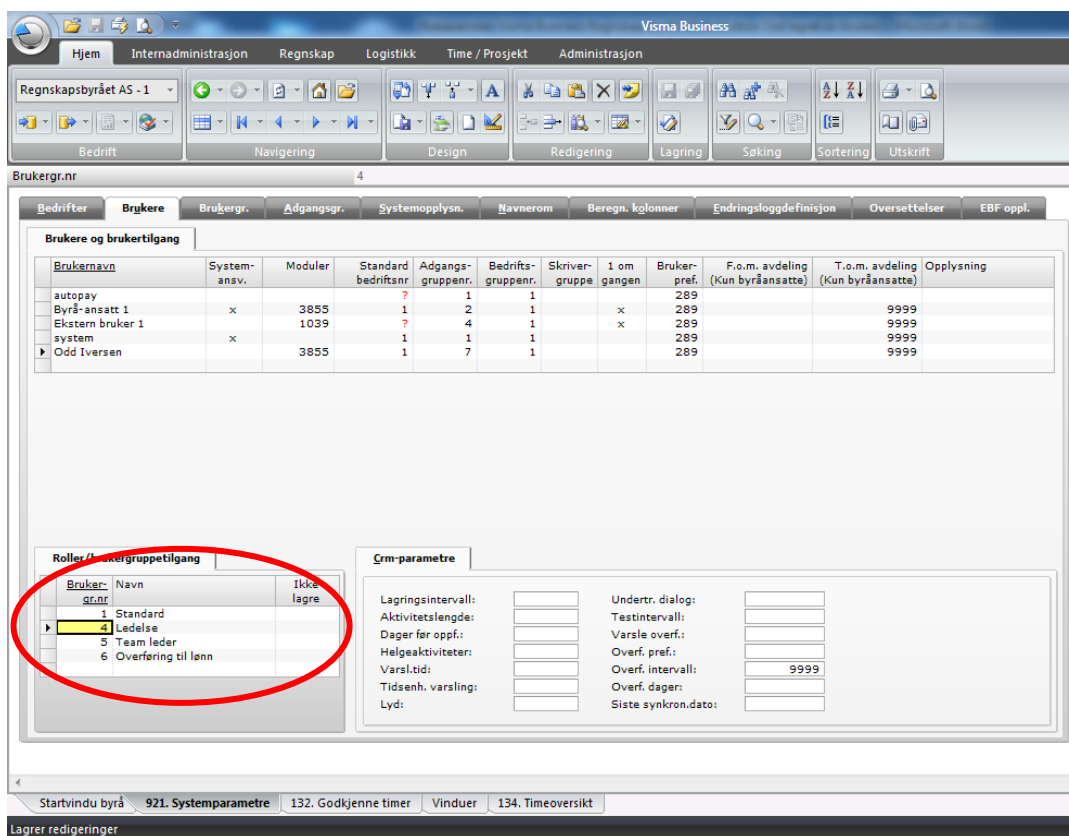 Visma Business
Hjem Internadministrasjon Regnskap Logistikk Time / Prosjekt Administrasjon
Regnskapsbyrået AS - 1
Bedrift Navigering Design Redigering Lagring Søking Sortering Utskrift
Brukergr.nr 4
Bedrifter Brukere Brukergr. Adgangsgr. Systemopplysn. Navnerom Beregn. kolonner Endringsloggdefinisjon Oversettelser EBF oppl.
Brukere og brukertilgang
Brukernavn System- Moduler Standard Adgangs- Bedrifts- Skriver- 1 om Bruker- F.o.m. avdeling T.o.m. avdeling Opplysning
ansv. bedriftsnr gruppenr. gruppenr. gruppe gangen pref. (Kun byråansatte) (Kun byråansatte)
autopay ? 1 1 289
Byrå-ansatt 1 x 3855 1 2 1 x 289 9999
Ekstern bruker 1 1039 ? 4 1 x 289 9999
system x 1 1 1 289 9999
Odd Iversen 3855 1 7 1 289 9999
Roller/brukergruppetilgang Crm-parametre
Bruker- Navn Ikke
gr.nr lagre
1 Standard
4 Ledelse
5 Team leder
6 Overføring til lønn
Lagringsintervall: Undertr. dialog:
Aktivitetslengde: Testintervall:
Dager før oppf.: Varsle overf.:
Helgeaktiviteter: Overf. pref.:
Varsl.tid: Overf. intervall: 9999
Tidsenh. varsling: Overf. dager:
Lyd: Siste synkron.dato:
Startvindu byrå 921. Systemparametre 132. Godkjenne timer Vinduer 134. Timeoversikt
Lagrer redigeringer